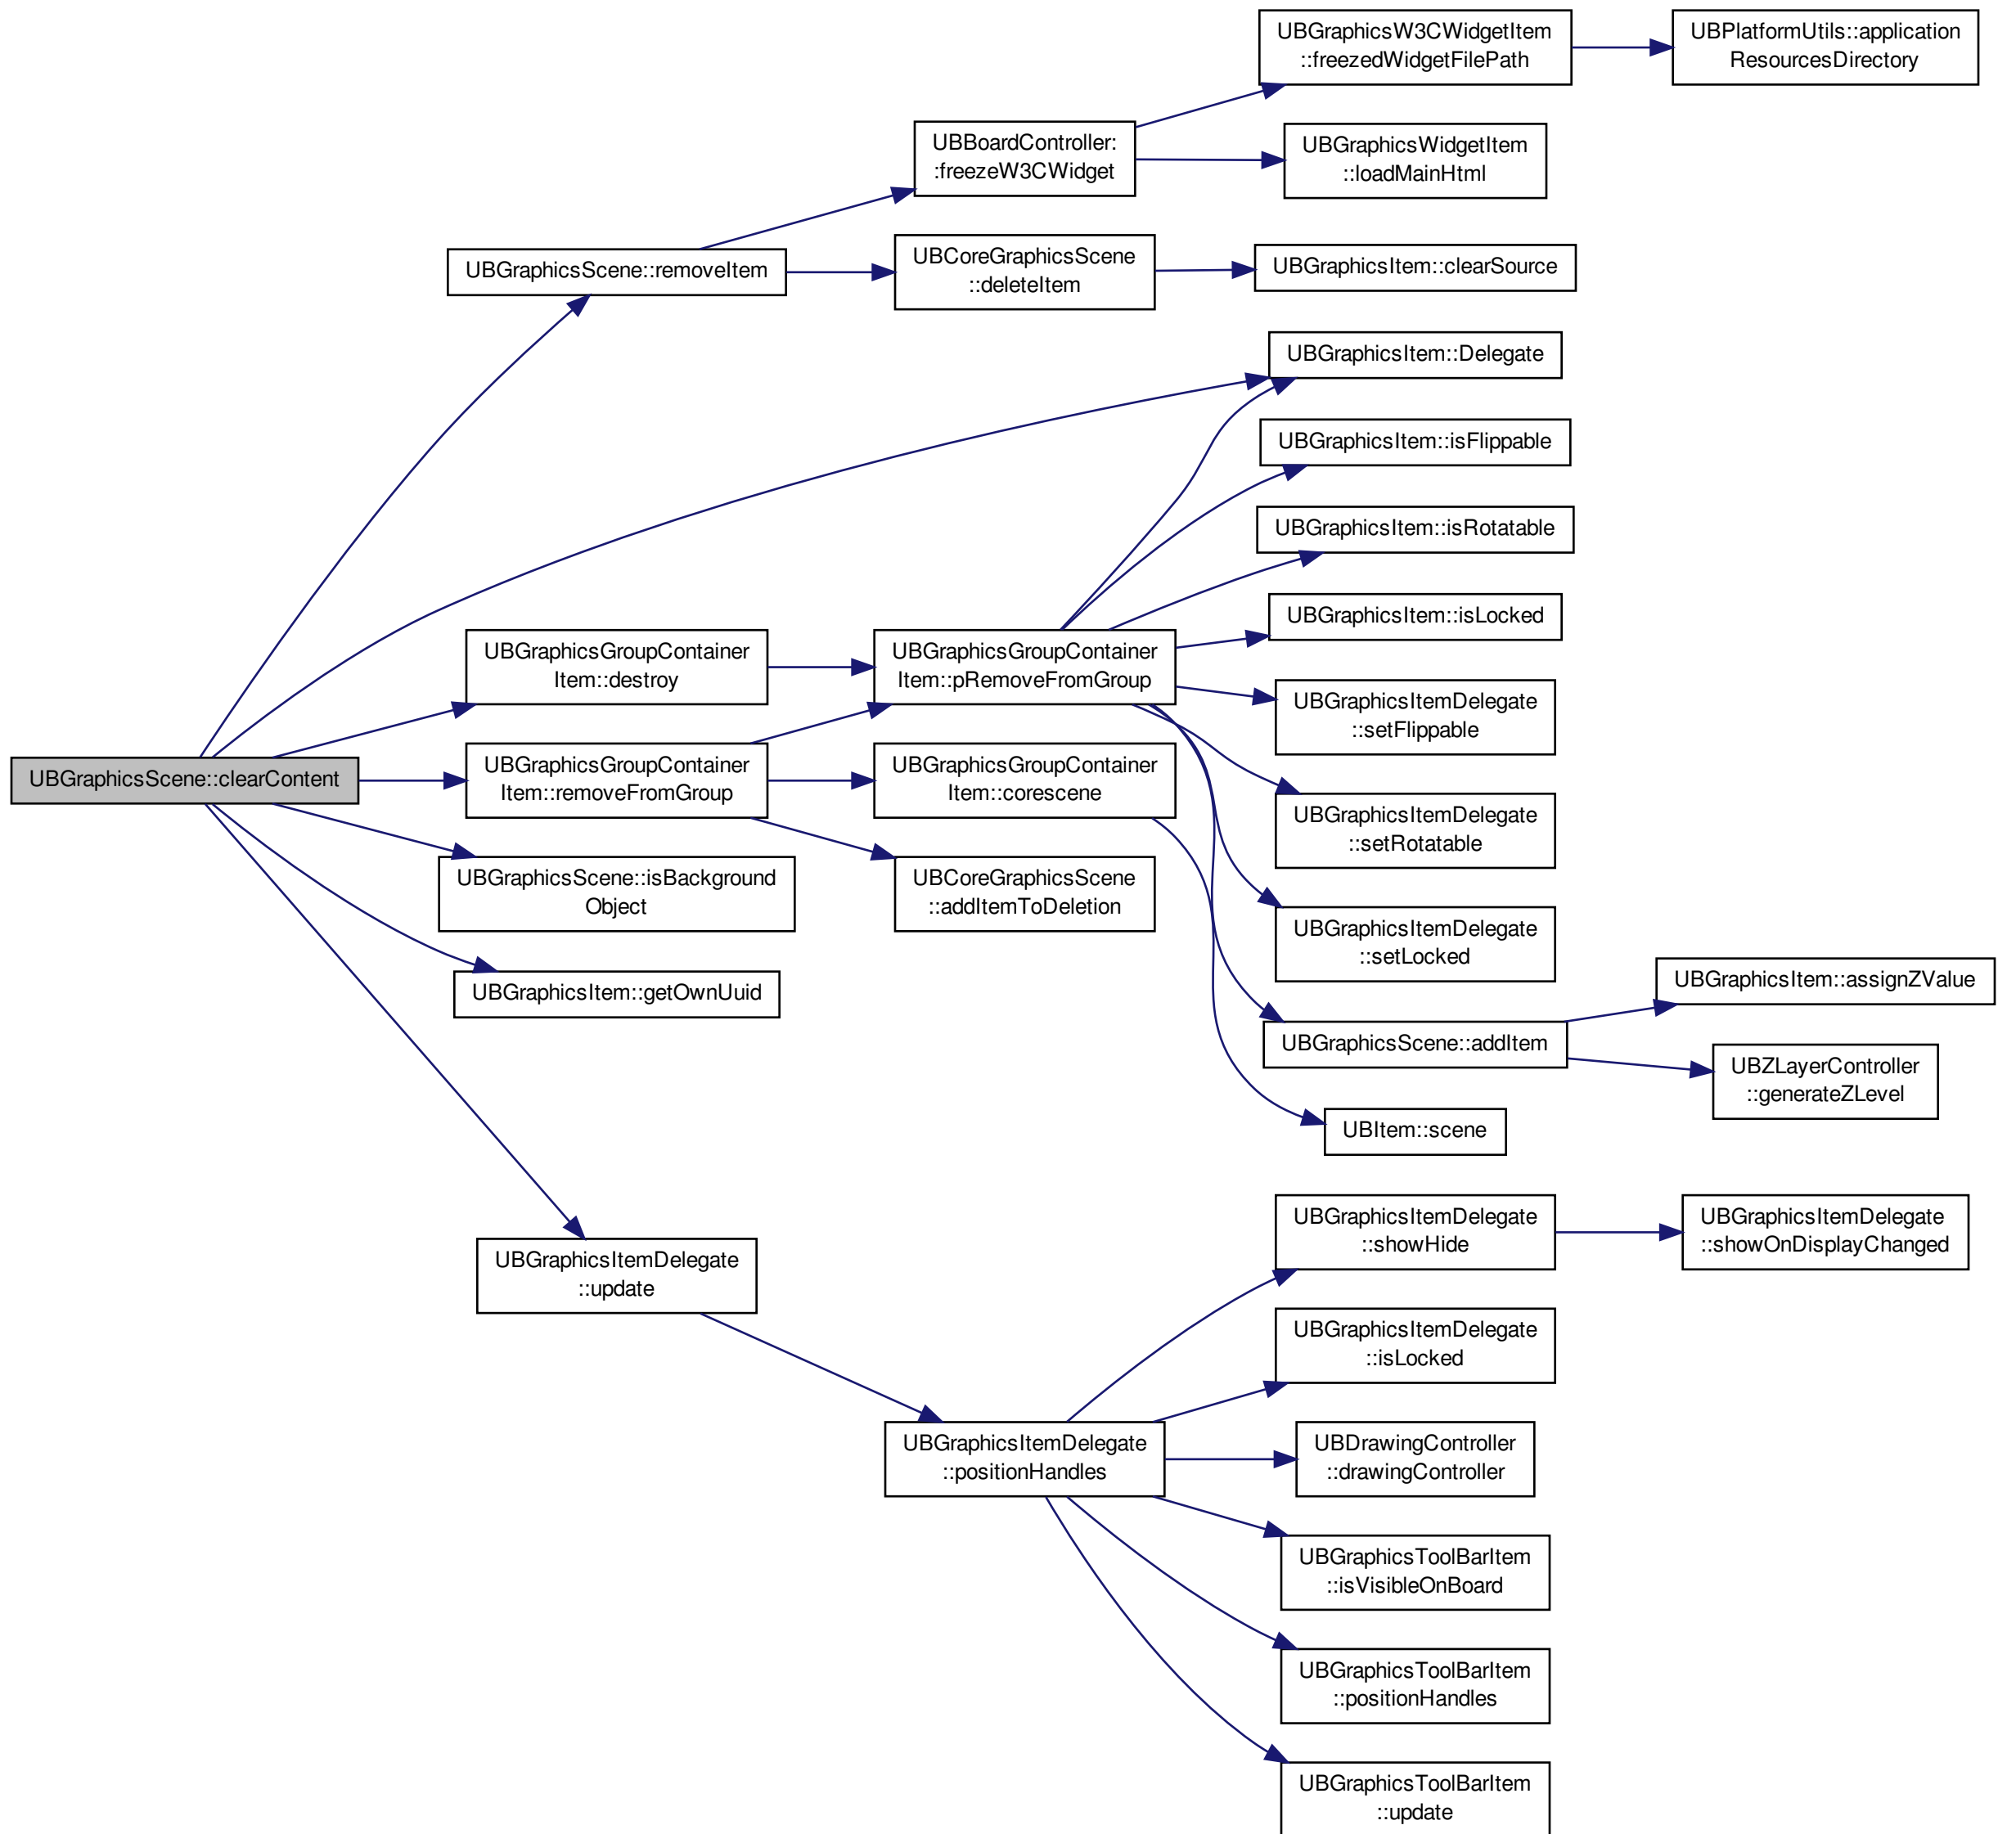 UBGraphicsW3CWidgetItem
::freezedWidgetFilePath
UBPlatformUtils::application
ResourcesDirectory
UBBoardController:
:freezeW3CWidget
UBGraphicsWidgetItem
::loadMainHtml
UBGraphicsScene::removeItem
UBCoreGraphicsScene
::deleteItem
UBGraphicsItem::clearSource
UBGraphicsItem::Delegate
UBGraphicsItem::isFlippable
UBGraphicsItem::isRotatable
UBGraphicsItem::isLocked
UBGraphicsGroupContainer
Item::destroy
UBGraphicsGroupContainer
Item::pRemoveFromGroup
UBGraphicsItemDelegate
::setFlippable
UBGraphicsScene::clearContent
UBGraphicsGroupContainer
Item::removeFromGroup
UBGraphicsGroupContainer
Item::corescene
UBGraphicsItemDelegate
::setRotatable
UBGraphicsScene::isBackground
Object
UBCoreGraphicsScene
::addItemToDeletion
UBGraphicsItemDelegate
::setLocked
UBGraphicsItem::getOwnUuid
UBGraphicsItem::assignZValue
UBGraphicsScene::addItem
UBZLayerController
::generateZLevel
UBItem::scene
UBGraphicsItemDelegate
::update
UBGraphicsItemDelegate
::showHide
UBGraphicsItemDelegate
::showOnDisplayChanged
UBGraphicsItemDelegate
::isLocked
UBGraphicsItemDelegate
::positionHandles
UBDrawingController
::drawingController
UBGraphicsToolBarItem
::isVisibleOnBoard
UBGraphicsToolBarItem
::positionHandles
UBGraphicsToolBarItem
::update